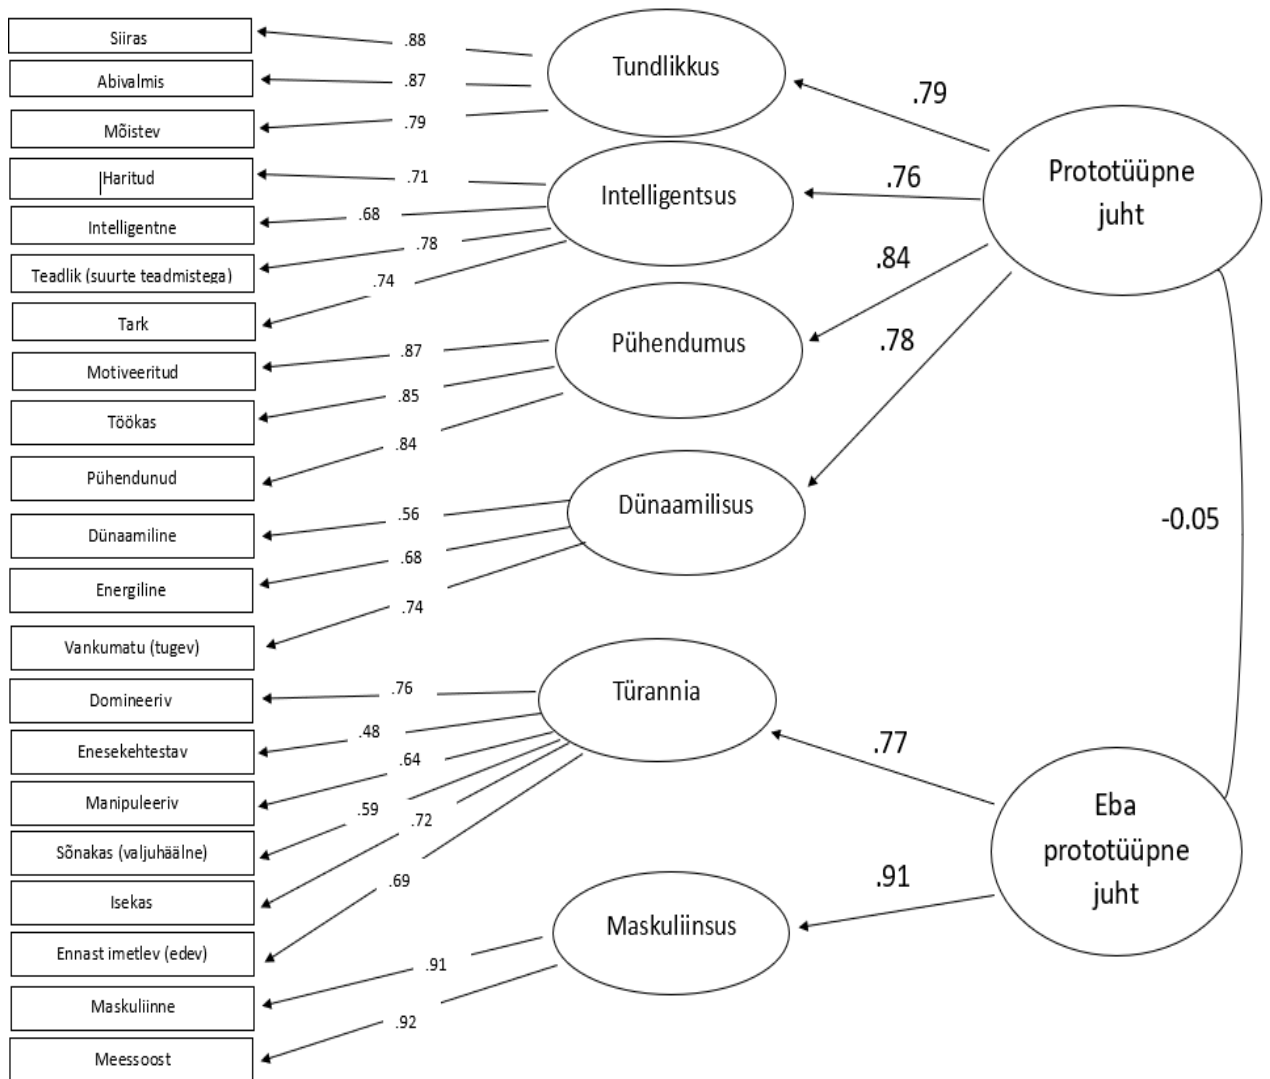 Siiras
Abivalmis
Mõistev
Haritud
Intelligentne
Teadlik (suurte teadmistega)
Tark
Motiveeritud
Töökas
Pühendunud
Dünaamiline
Energiline
Vankumatu (tugev)
Domineeriv
Enesekehtestav
Manipuleeriv
Sõnakas (valjuhäälne)
Isekas
Ennast imetlev (edev)
Maskuliinne
Meessoost
.88
.87
.79
.71
.68
.78
.74
.87
.85
.84
.56
.68
.74
.76
.48
.64
.59
.72
.69
.91
.92
Tundlikkus
Intelligentsus
Pühendumus
Dünaamilisus
Türannia
Maskuliinsus
.79
.76
.84
.78
.77
.91
Prototüüpne
juht
-0.05
Eba
prototüüpne
juht